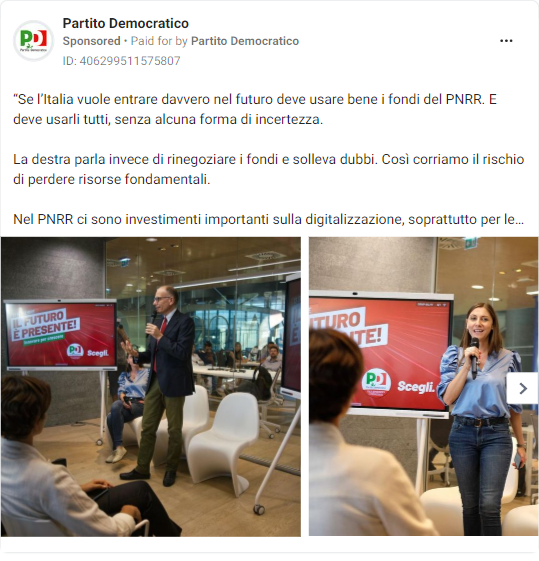 Partito Democratico
Sponsored • Paid for by Partito Democratico
ID: 406299511575807
“Se l’Italia vuole entrare davvero nel futuro deve usare bene i fondi del PNRR. E
deve usarli tutti, senza alcuna forma di incertezza.
La destra parla invece di rinegoziare i fondi e solleva dubbi. Così corriamo il rischio
di perdere risorse fondamentali.
Nel PNRR ci sono investimenti importanti sulla digitalizzazione, soprattutto per le...
IL FUTURO
È PRESENTE!
PD
Scegli.
FUTURO
ENTE!
PD
Scegli.